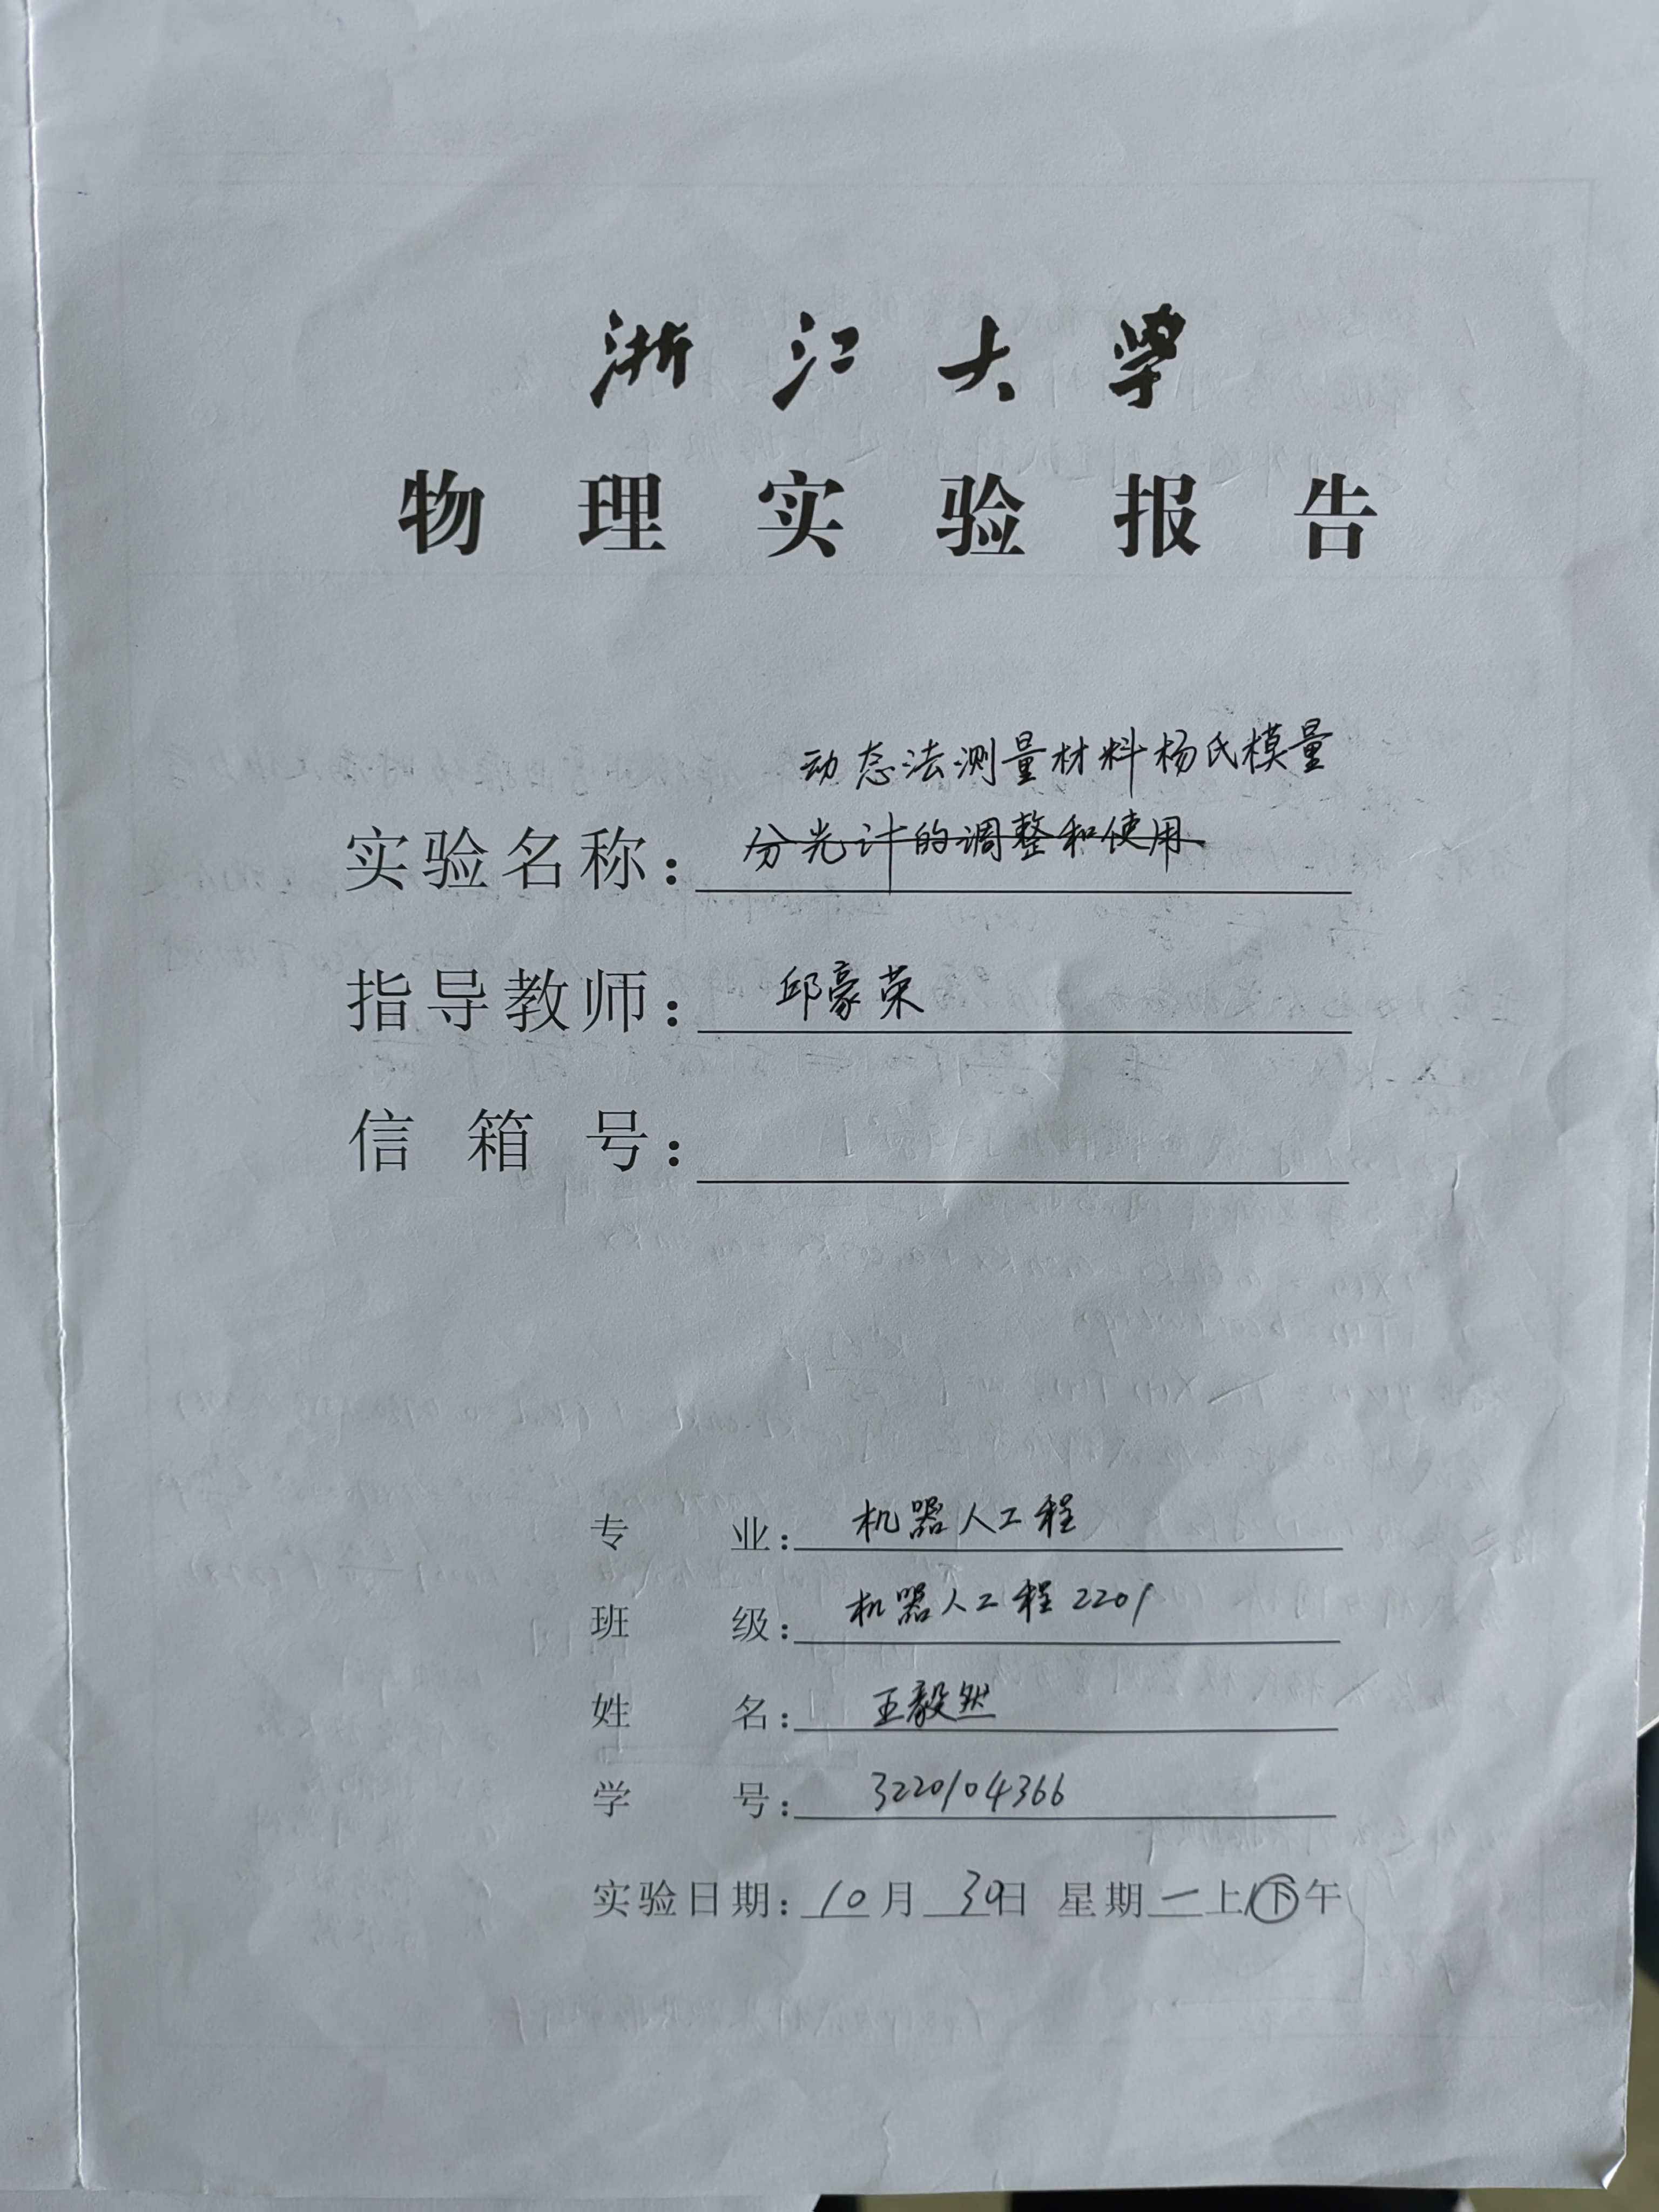 浙江大学
物理实验报告
动态法测量材料杨氏模量
实验名称：分光计的调整和使用
指导教师：邱豪荣
信箱号：
专业：机器人工程
班级：机器人工程2201
姓名：王毅然
学号：3220104366
实验日期：10月30日 星期一上/下午